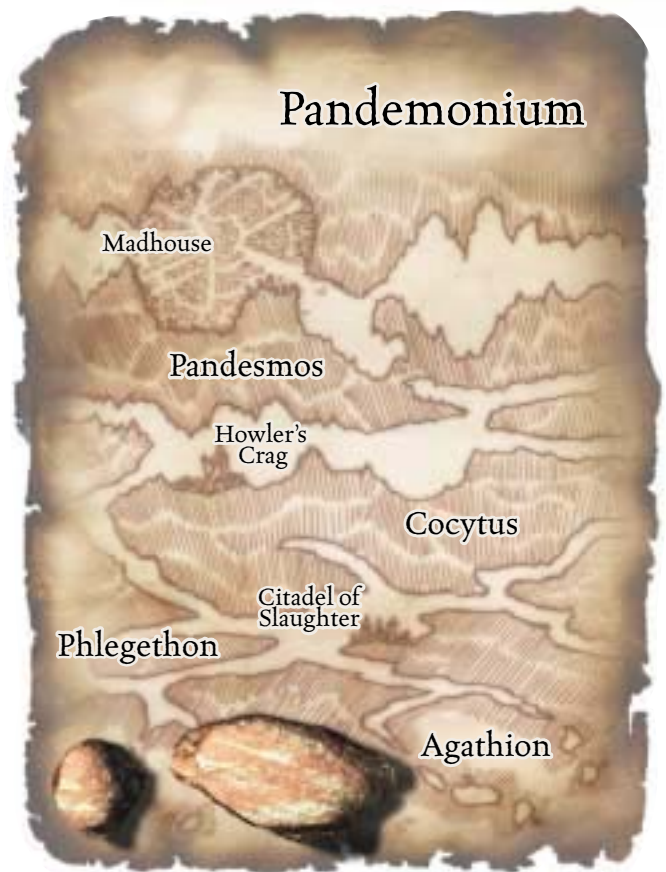 Pandemonium
Madhouse
Pandesmos
Howler's
Crag
Cocytus
Citadel of
Slaughter
Phlegethon
Agathion